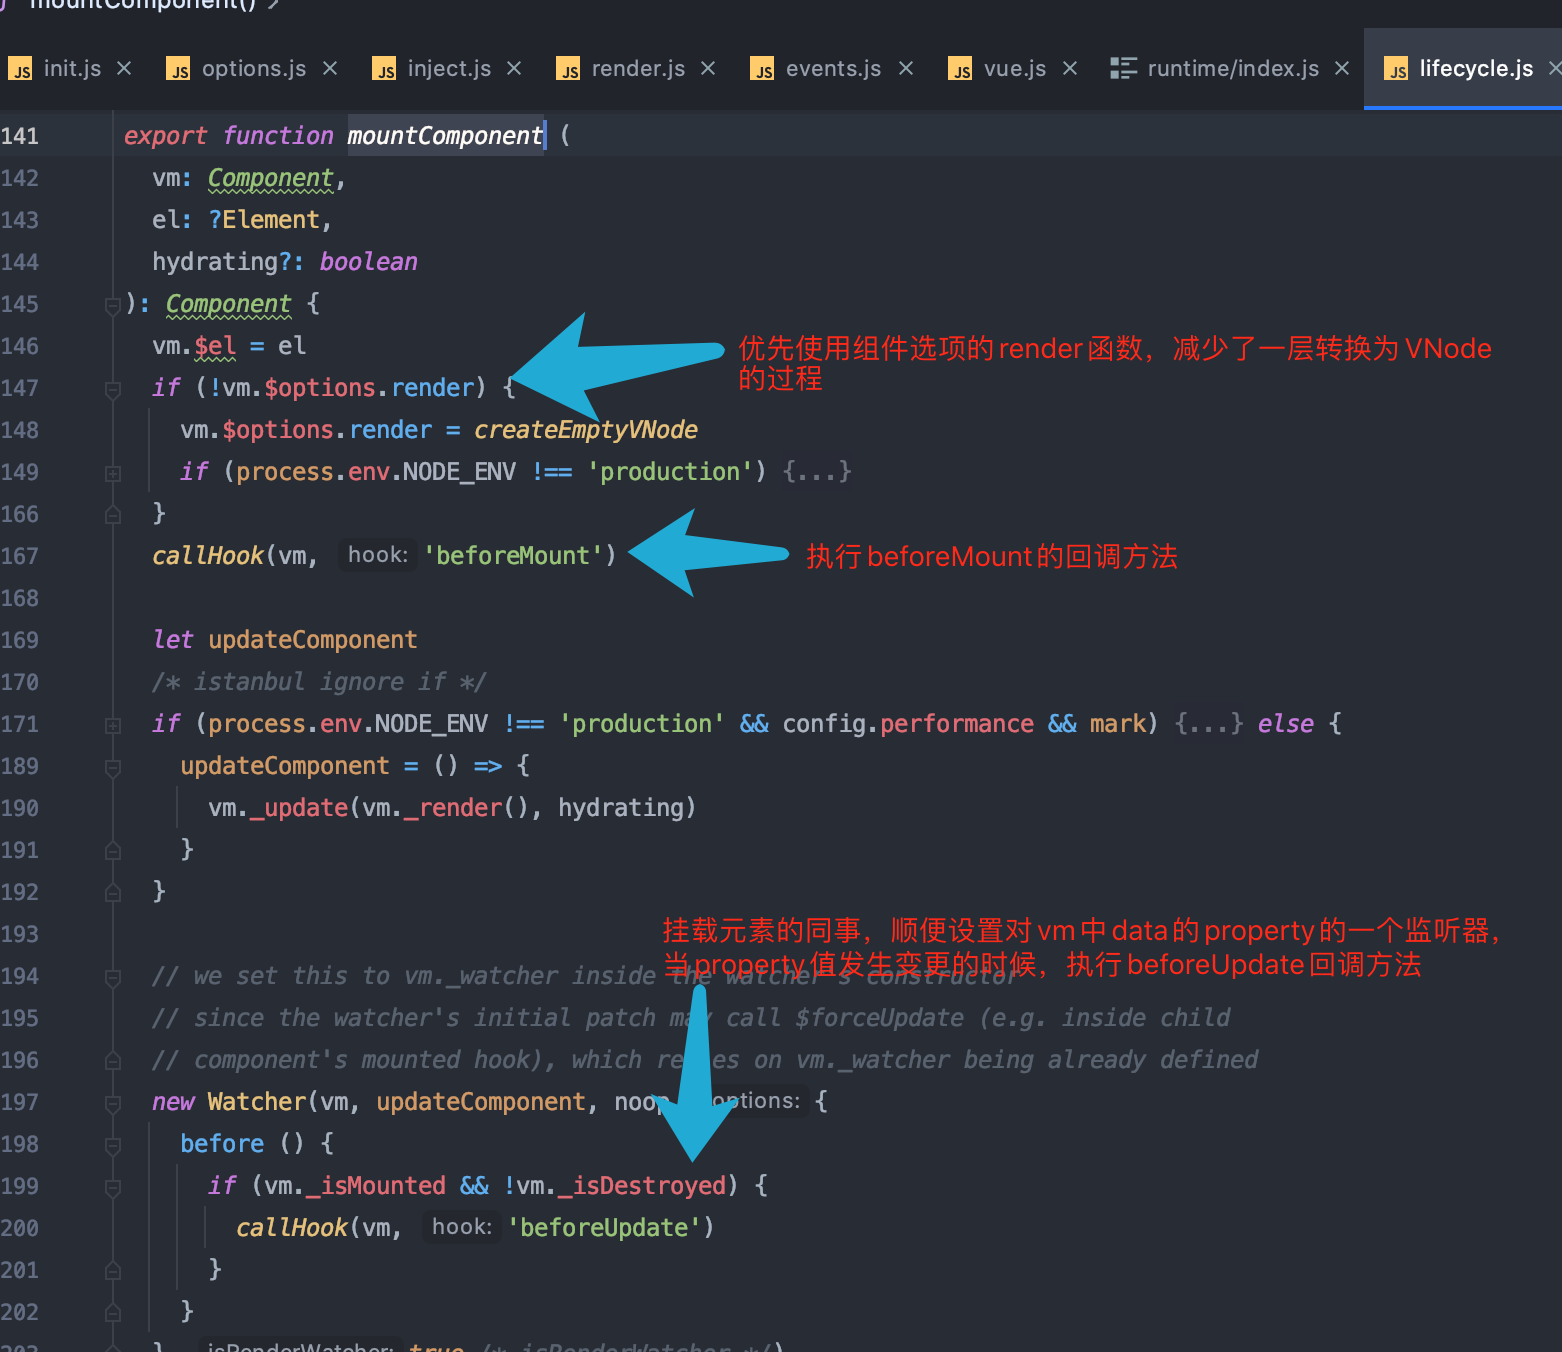 mountComponent()
init.js options.js inject.js render.js events.js vue.js runtime/index.js lifecycle.js
141 export function mountComponent (
142 vm: Component,
143 el: ?Element,
144 hydrating?: boolean
145 ): Component {
146 vm.$el = el
优先使用组件选项的render函数，减少了一层转换为VNode
的过程
147 if (!vm.$options.render) {
148 vm.$options.render = createEmptyVNode
149 if (process.env.NODE_ENV !== 'production') {...}
166 }
167 callHook(vm, hook: 'beforeMount')
执行beforeMount的回调方法
168
169 let updateComponent
170 /* istanbul ignore if */
171 if (process.env.NODE_ENV !== 'production' && config.performance && mark) {...} else {
189 updateComponent = () => {
190 vm._update(vm._render(), hydrating)
191 }
192 }
193
挂载元素的同事，顺便设置对vm中data的property的一个监听器，
当property值发生变更的时候，执行beforeUpdate回调方法
194 // we set this to vm._watcher inside the watcher's constructor
195 // since the watcher's initial patch may call $forceUpdate (e.g. inside child
196 // component's mounted hook), which relies on vm._watcher being already defined
197 new Watcher(vm, updateComponent, noop options: {
198 before () {
199 if (vm._isMounted && !vm._isDestroyed) {
200 callHook(vm, hook: 'beforeUpdate')
201 }
202 }
203 } isRenderWatcher: true /* isRenderWatcher */)